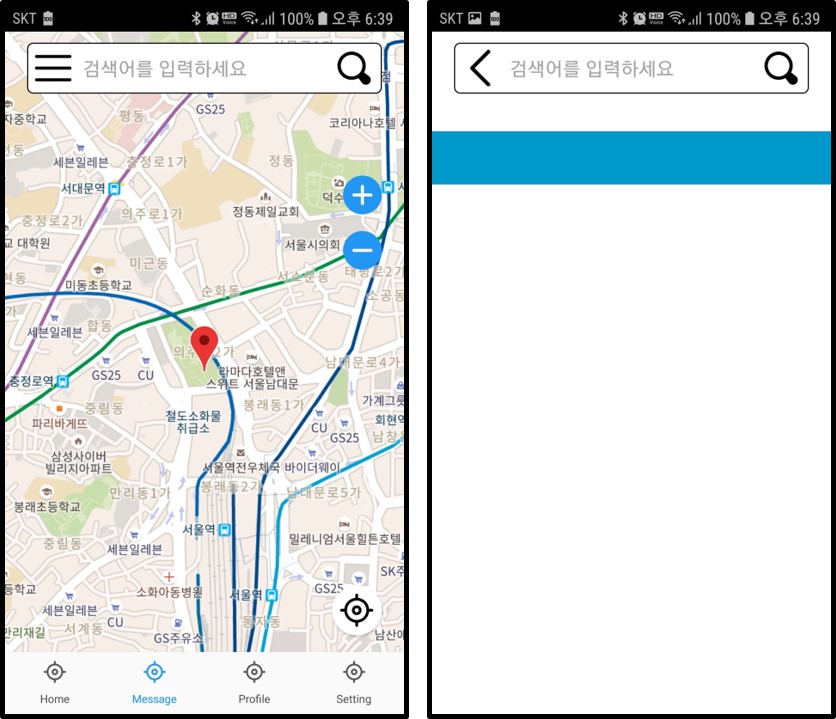 SKT 100% 오후 6:39
검색어를 입력하세요
GS25
평동
코리아나호텔
자중학교
세븐일레븐
충정로1가
정동
서대문역
덕수
정동제일교회
의주로1가
충정로2가
대학원
서울시의회
미근동
서소문동
태평로2가
미동초등학교
순화동
소공동
세븐일레븐
합동
의주로2가
라마다호텔앤
스위트 서울남대문
남대문로4가
충정로역
GS25
CU
중림동
파리바게뜨
철도소화물
취급소
봉래동1가
가계그룻
회현역
CU
GS25
남창동
삼성사이버
빌리지아파트
서울역전우체국
바이더웨이
만리동1가
봉래동2가
남대문로5가
봉래초등학교
서울역
밀레니엄서울힐튼호텔
중림동
세븐일레븐
소화아동병원
서울역
GS25
SK주
등학교
세븐일레븐
CU
만리재길
서계동
GS주유소
동자동
남산예
Home
Message
Profile
Setting
SKT 100% 오후 6:39
검색어를 입력하세요